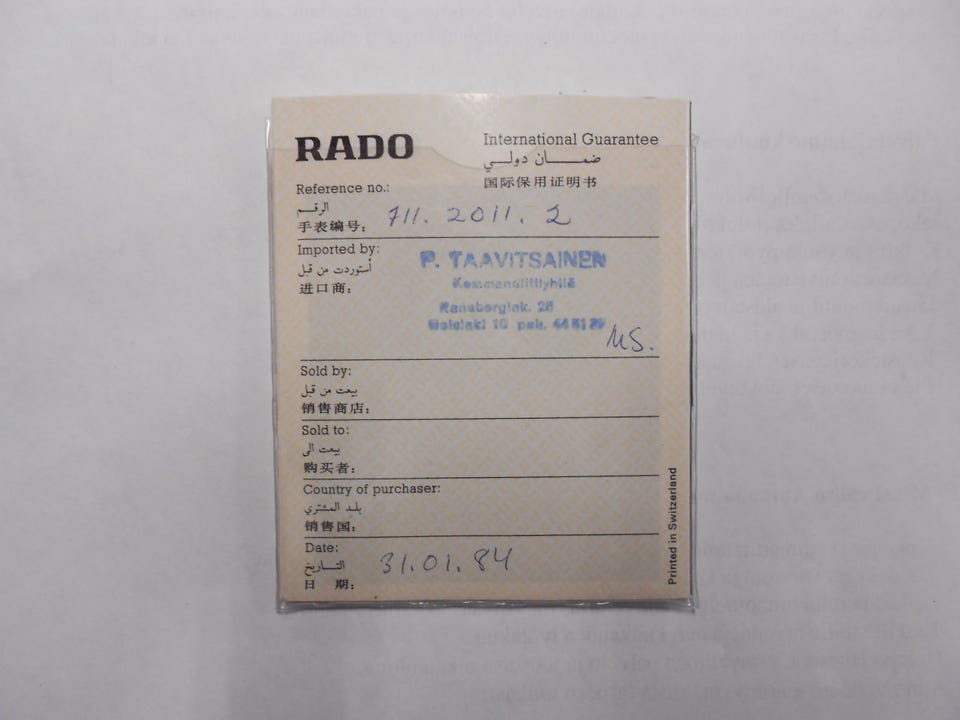 RADO
International Guarantee
ضمان دولي
国际保用证明书
Reference no.:
الرقم
手表编号: 711. 2011. 2
Imported by:
أستوردت من قبل
进口商:
P. TAAVITSAINEN
Kommandiittiyhtiö
Helsinki 10 puh.
MS.
Sold by:
بيعت من قبل
销售商店:
Sold to:
بيعت الى
购买者:
Country of purchaser:
بلد المشتري
销售国:
Date:
التاريخ
日 期: 31.01.84
Printed in Switzerland